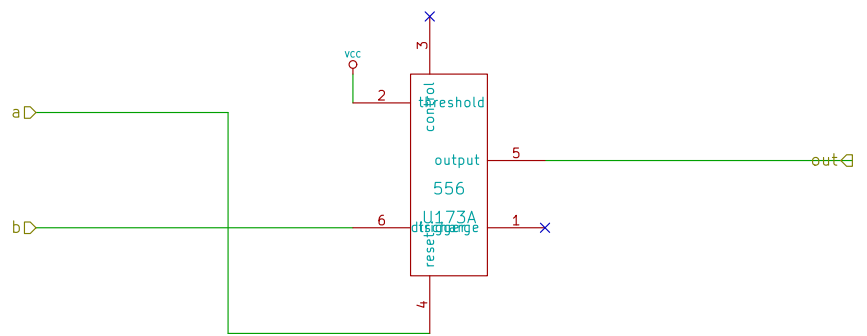 3
vcc
2
threshold
control
a
output
5
out
556
U173A
b
6
trigger
discharge
1
reset
4